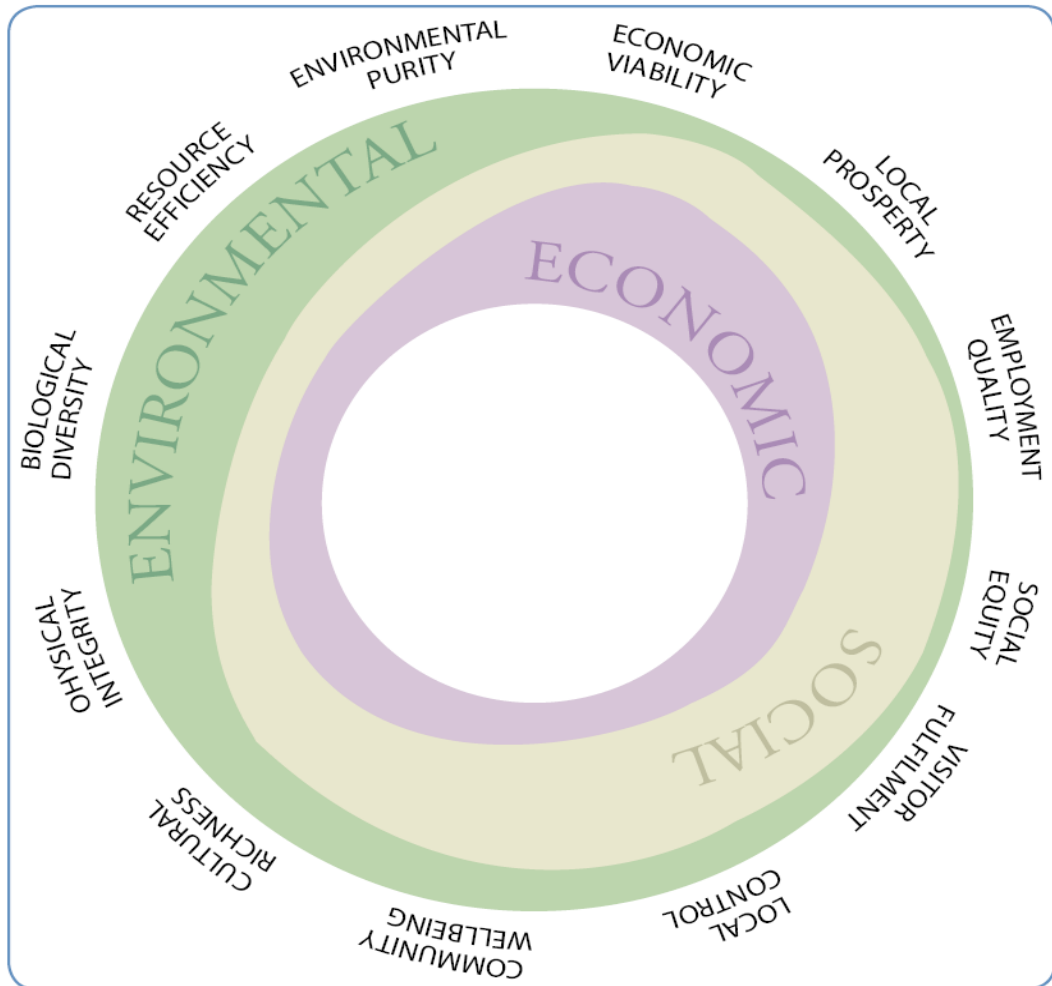 ENVIRONMENTAL
PURITY
ECONOMIC
VIABILITY
LOCAL
PROSPERTY
EMPLOYMENT
QUALITY
SOCIAL
EQUITY
VISITOR
FULFILMENT
LOCAL
CONTROL
COMMUNITY
WELLBEING
CULTURAL
RICHNESS
OHYSICAL
INTEGRITY
BIOLOGICAL
DIVERSITY
RESOURCE
EFFICIENCY
ENVIRONMENTAL
ECONOMIC
SOCIAL